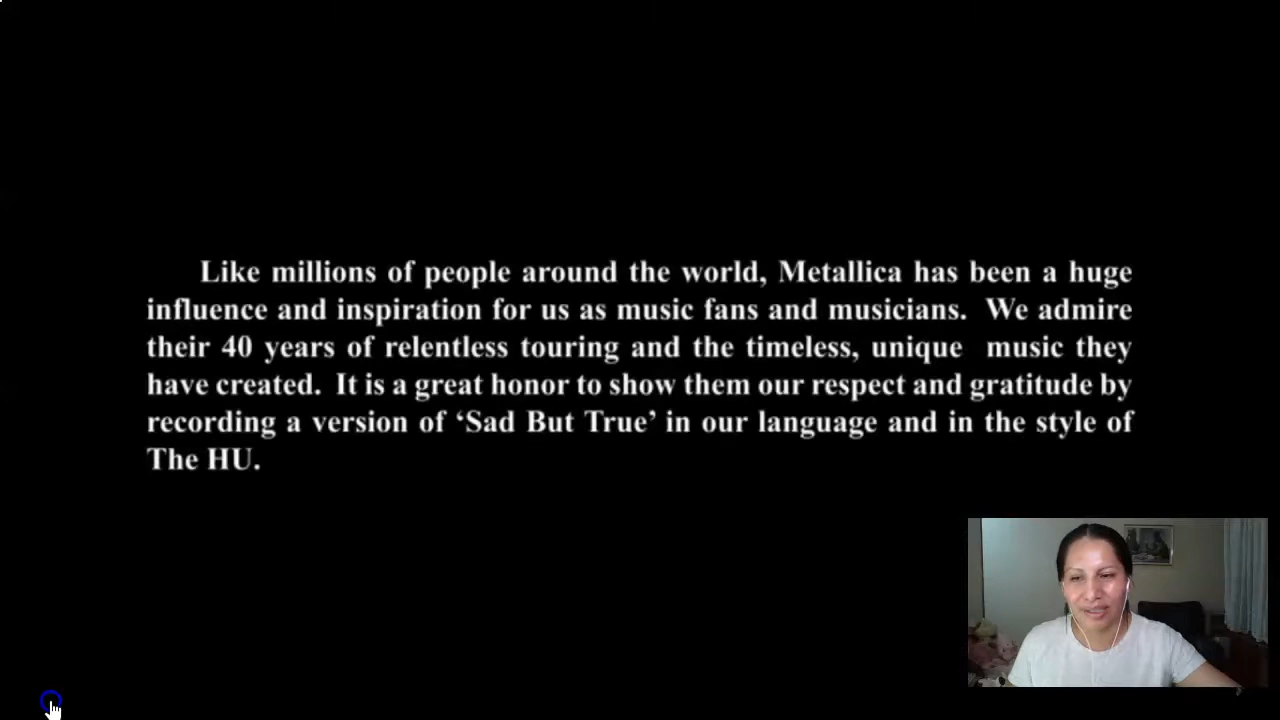 Like millions of people around the world, Metallica has been a huge
influence and inspiration for us as music fans and musicians. We admire
their 40 years of relentless touring and the timeless, unique music they
have created. It is a great honor to show them our respect and gratitude by
recording a version of ‘Sad But True’ in our language and in the style of
The HU.